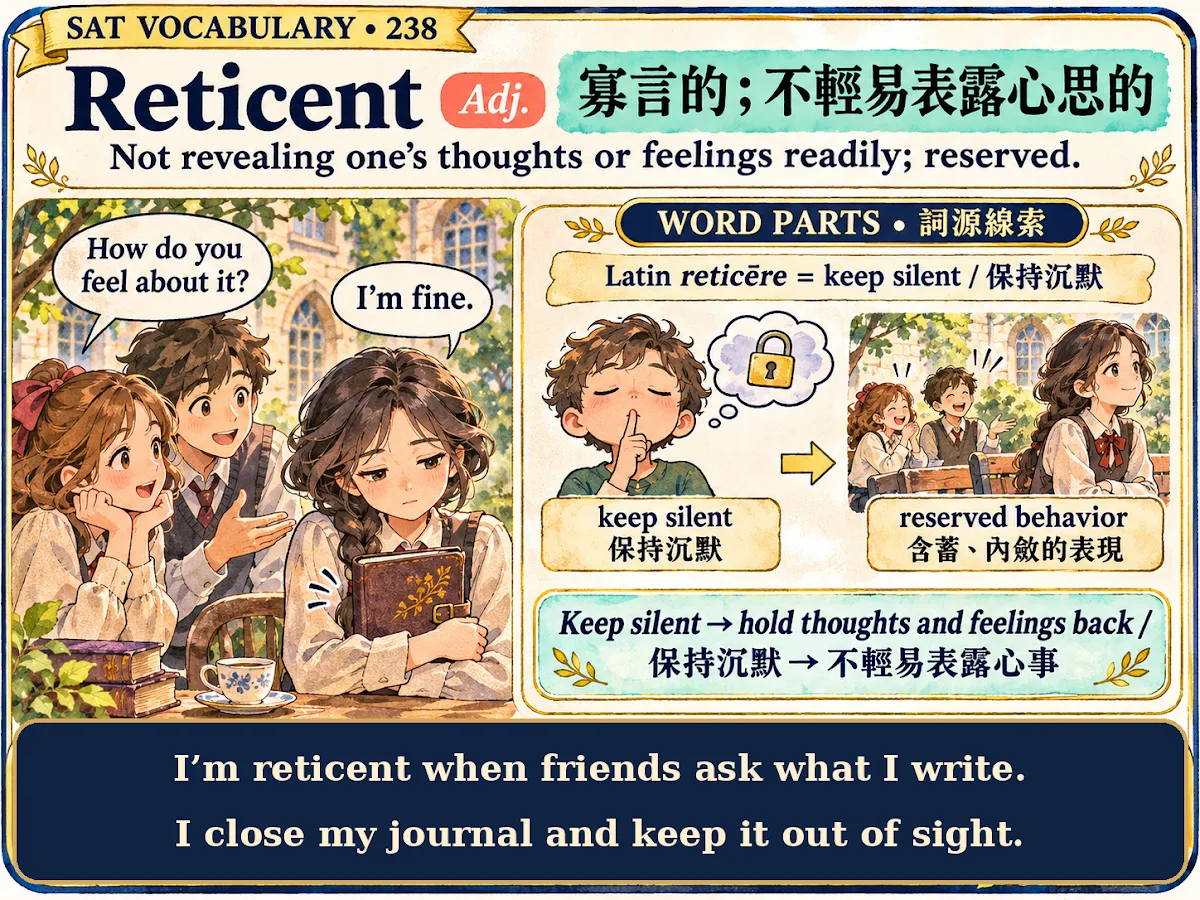 SAT VOCABULARY • 238
Reticent
Adj.
寡言的；不輕易表露心思的
Not revealing one’s thoughts or feelings readily; reserved.
How do you
feel about it?
I’m fine.
WORD PARTS • 詞源線索
Latin reticēre = keep silent / 保持沉默
keep silent
保持沉默
reserved behavior
含蓄、內斂的表現
Keep silent → hold thoughts and feelings back /
保持沉默 → 不輕易表露心事
I’m reticent when friends ask what I write.
I close my journal and keep it out of sight.